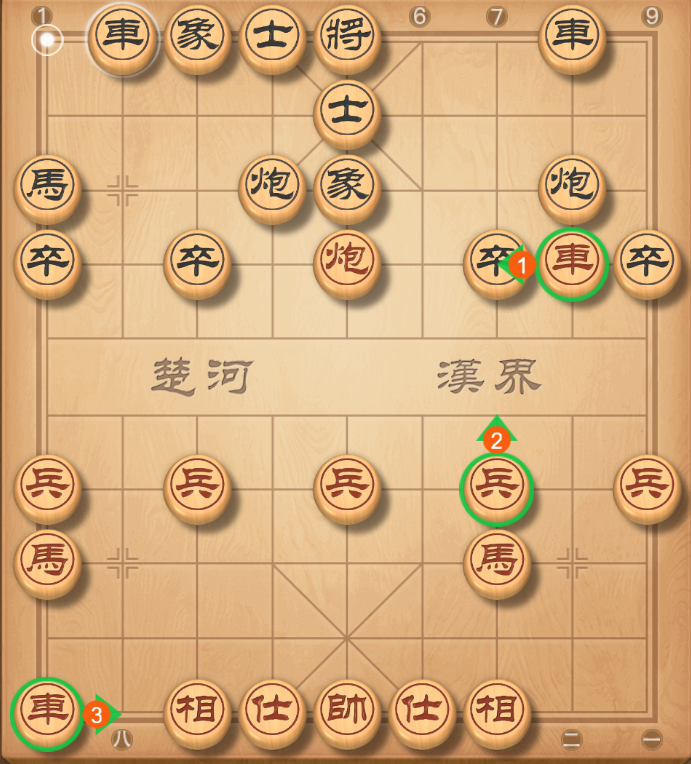 1 6 7 9
車 象 士 將 車
士
馬 炮 象 炮
卒 卒 炮 卒 1 車 卒
楚河 漢界
2
兵 兵 兵 兵 兵
馬 馬
車 3 相 仕 帥 仕 相
八 二 一